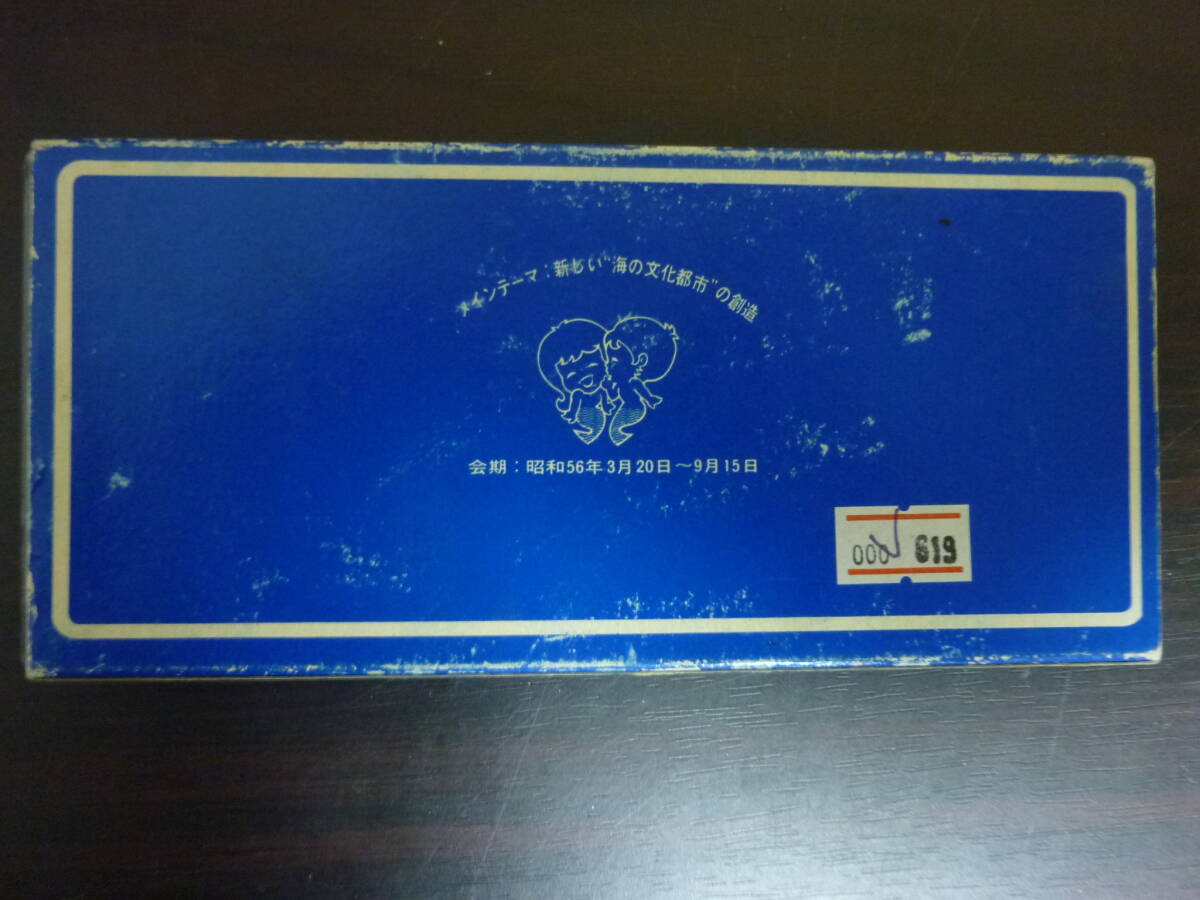 メインテーマ：新しい“海の文化都市”の創造
会期：昭和56年3月20日～9月15日
000 619